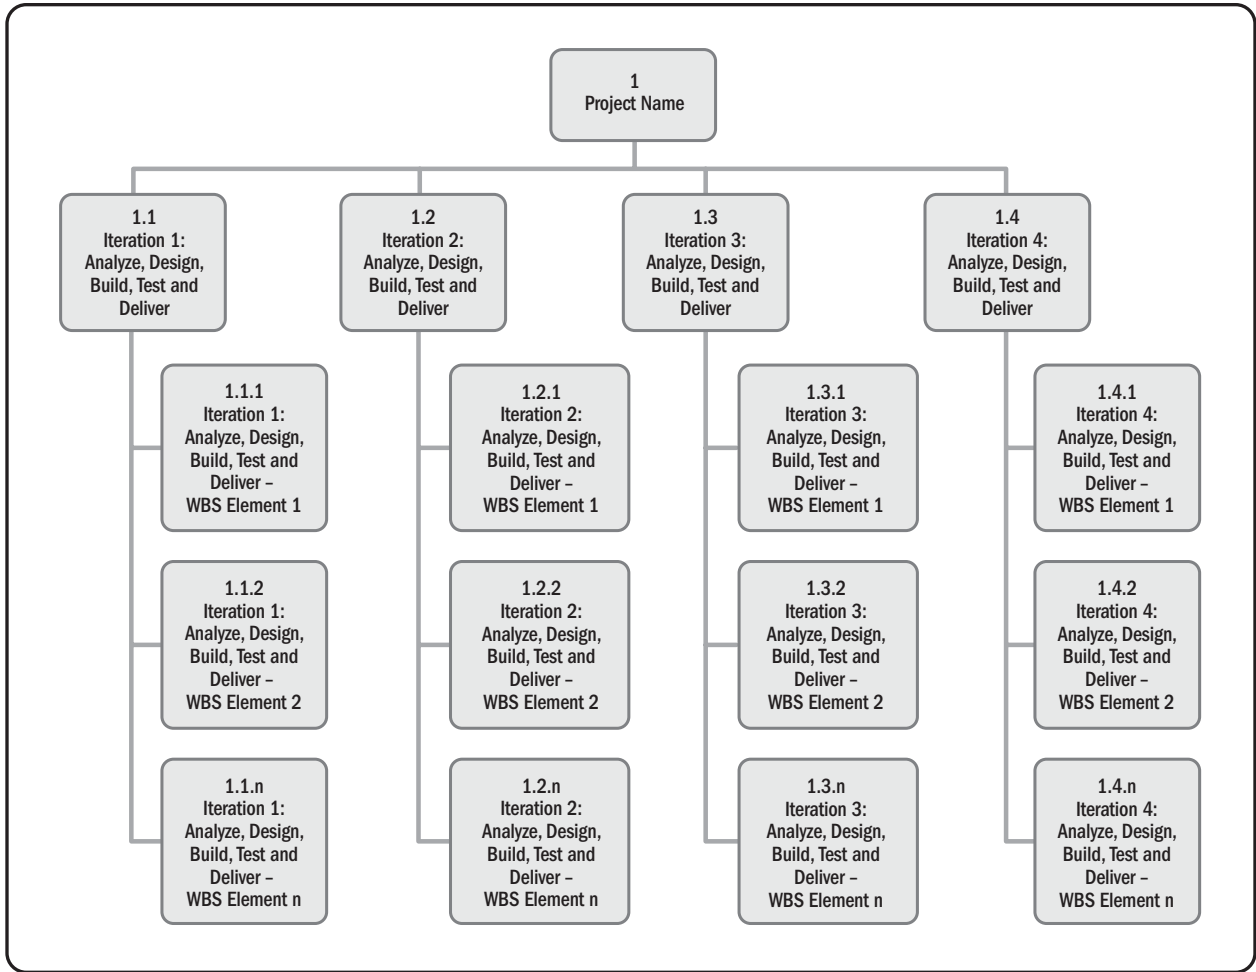 1
Project Name
1.1
Iteration 1:
Analyze, Design,
Build, Test and
Deliver
1.2
Iteration 2:
Analyze, Design,
Build, Test and
Deliver
1.3
Iteration 3:
Analyze, Design,
Build, Test and
Deliver
1.4
Iteration 4:
Analyze, Design,
Build, Test and
Deliver
1.1.1
Iteration 1:
Analyze, Design,
Build, Test and
Deliver –
WBS Element 1
1.2.1
Iteration 2:
Analyze, Design,
Build, Test and
Deliver –
WBS Element 1
1.3.1
Iteration 3:
Analyze, Design,
Build, Test and
Deliver –
WBS Element 1
1.4.1
Iteration 4:
Analyze, Design,
Build, Test and
Deliver –
WBS Element 1
1.1.2
Iteration 1:
Analyze, Design,
Build, Test and
Deliver –
WBS Element 2
1.2.2
Iteration 2:
Analyze, Design,
Build, Test and
Deliver –
WBS Element 2
1.3.2
Iteration 3:
Analyze, Design,
Build, Test and
Deliver –
WBS Element 2
1.4.2
Iteration 4:
Analyze, Design,
Build, Test and
Deliver –
WBS Element 2
1.1.n
Iteration 1:
Analyze, Design,
Build, Test and
Deliver –
WBS Element n
1.2.n
Iteration 2:
Analyze, Design,
Build, Test and
Deliver –
WBS Element n
1.3.n
Iteration 3:
Analyze, Design,
Build, Test and
Deliver –
WBS Element n
1.4.n
Iteration 4:
Analyze, Design,
Build, Test and
Deliver –
WBS Element n